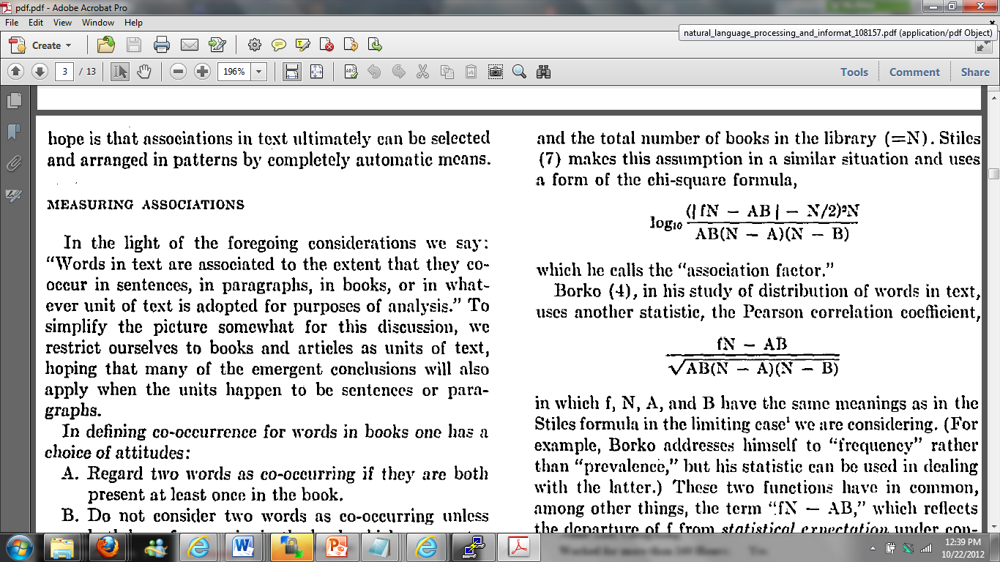 pdf.pdf - Adobe Acrobat Pro
File Edit View Window Help
natural_language_processing_and_informat_108157.pdf (application/pdf Object)
Create
3 / 13 196% Tools Comment Share
hope is that associations in text ultimately can be selected
and arranged in patterns by completely automatic means.
MEASURING ASSOCIATIONS
In the light of the foregoing considerations we say:
"Words in text are associated to the extent that they co-
occur in sentences, in paragraphs, in books, or in what-
ever unit of text is adopted for purposes of analysis." To
simplify the picture somewhat for this discussion, we
restrict ourselves to books and articles as units of text,
hoping that many of the emergent conclusions will also
apply when the units happen to be sentences or para-
graphs.
In defining co-occurrence for words in books one has a
choice of attitudes:
A. Regard two words as co-occurring if they are both
present at least once in the book.
B. Do not consider two words as co-occurring unless
and the total number of books in the library (=N). Stiles
(7) makes this assumption in a similar situation and uses
a form of the chi-square formula,
log₁₀ (| fN − AB | − N/2)²N
AB(N − A)(N − B)
which he calls the "association factor."
Borko (4), in his study of distribution of words in text,
uses another statistic, the Pearson correlation coefficient,
fN − AB
√AB(N − A)(N − B)
in which f, N, A, and B have the same meanings as in the
Stiles formula in the limiting case¹ we are considering. (For
example, Borko addresses himself to "frequency" rather
than "prevalence," but his statistic can be used in dealing
with the latter.) These two functions have in common,
among other things, the term "fN − AB," which reflects
the departure of f from statistical expectation under con-
12:39 PM
10/22/2012